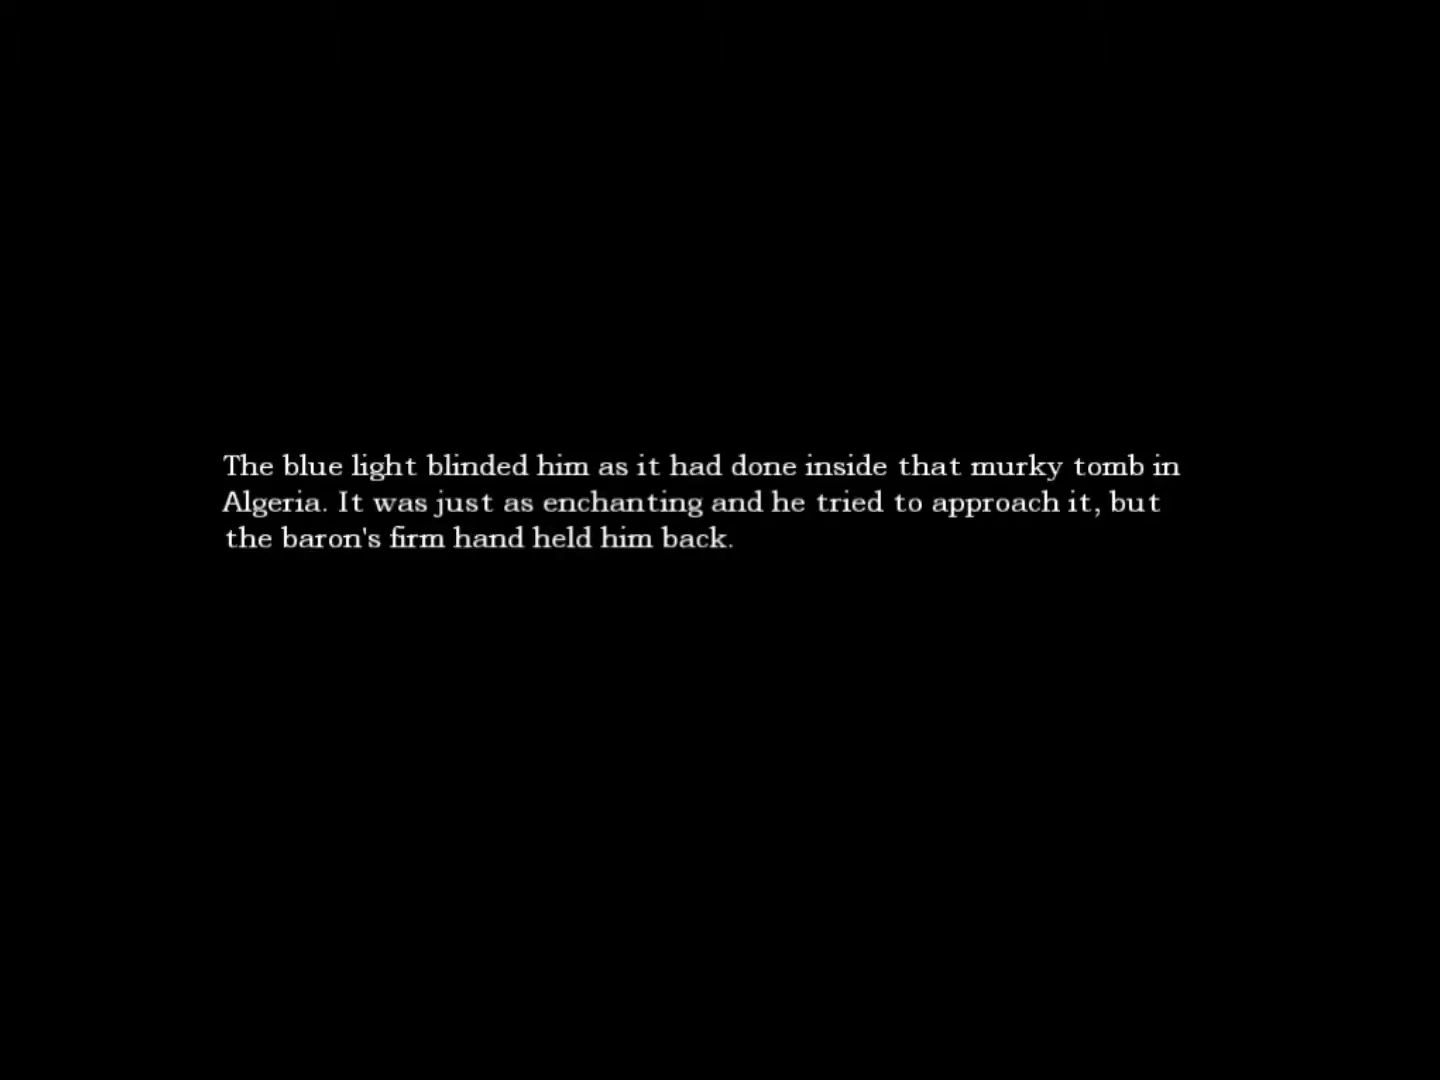 The blue light blinded him as it had done inside that murky tomb in
Algeria. It was just as enchanting and he tried to approach it, but
the baron's firm hand held him back.